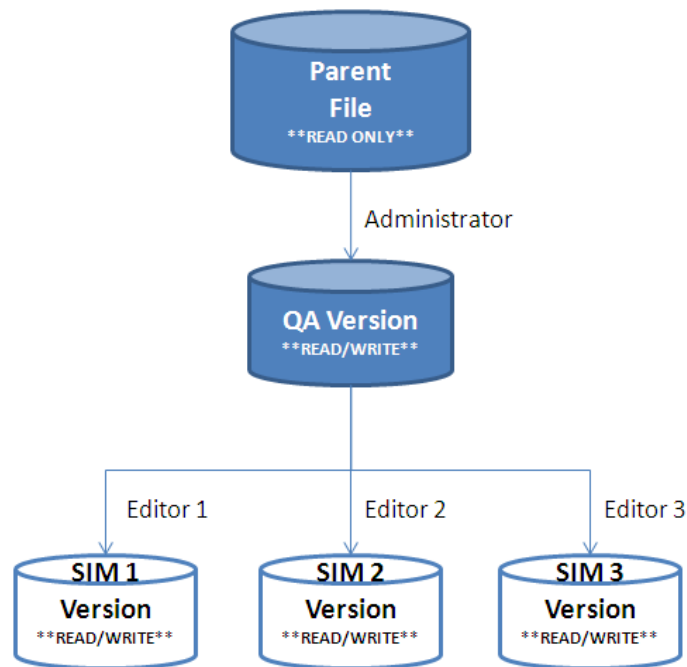 Parent
File
**READ ONLY**
Administrator
QA Version
**READ/WRITE**
Editor 1
Editor 2
Editor 3
SIM 1
Version
**READ/WRITE**
SIM 2
Version
**READ/WRITE**
SIM 3
Version
**READ/WRITE**